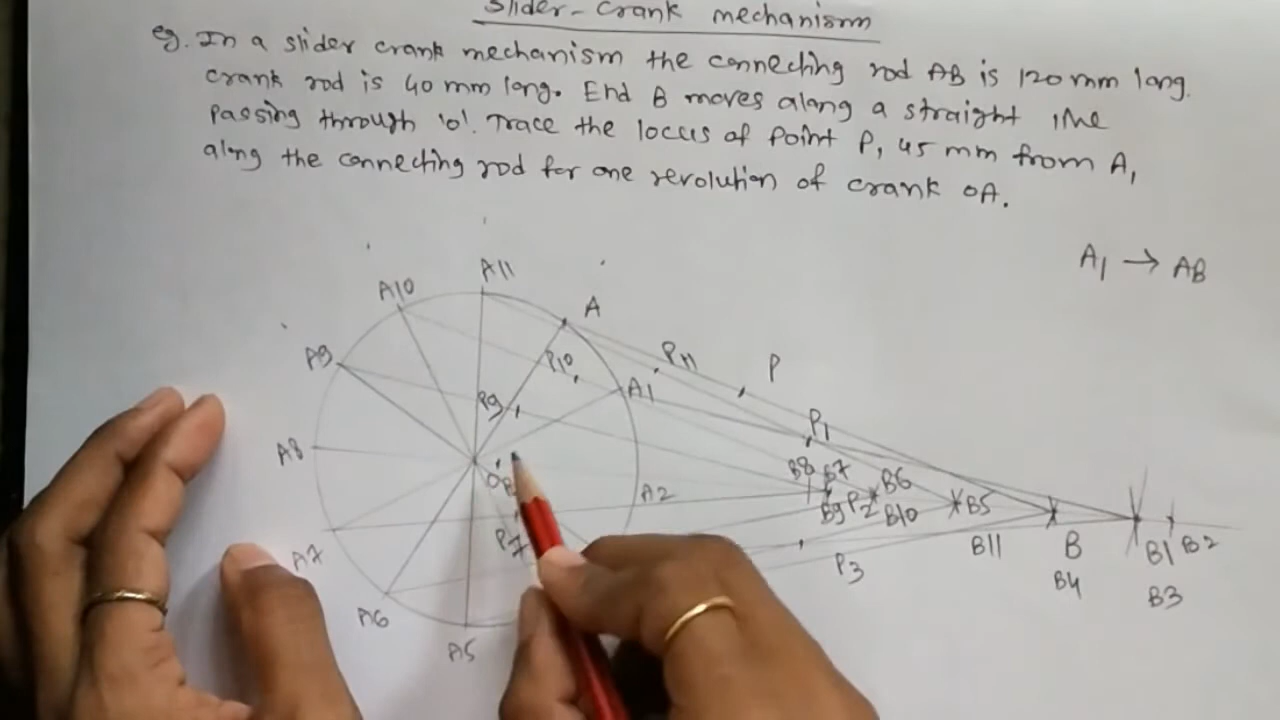 Slider-Crank mechanism
eg. In a slider crank mechanism the connecting rod AB is 120 mm long.
crank rod is 40 mm long. End B moves along a straight line
Passing through 'O'. Trace the locus of Point P, 45 mm from A,
along the connecting rod for one revolution of crank OA.
A1 → AB
A11
A10
A
P11
P
A9
P10
A1
P9
P1
A8
O
P8
B8
B7
B6
A2
B9
P2
B10
B5
P7
B11
B
B1
B2
A7
P3
B4
B3
A6
A5